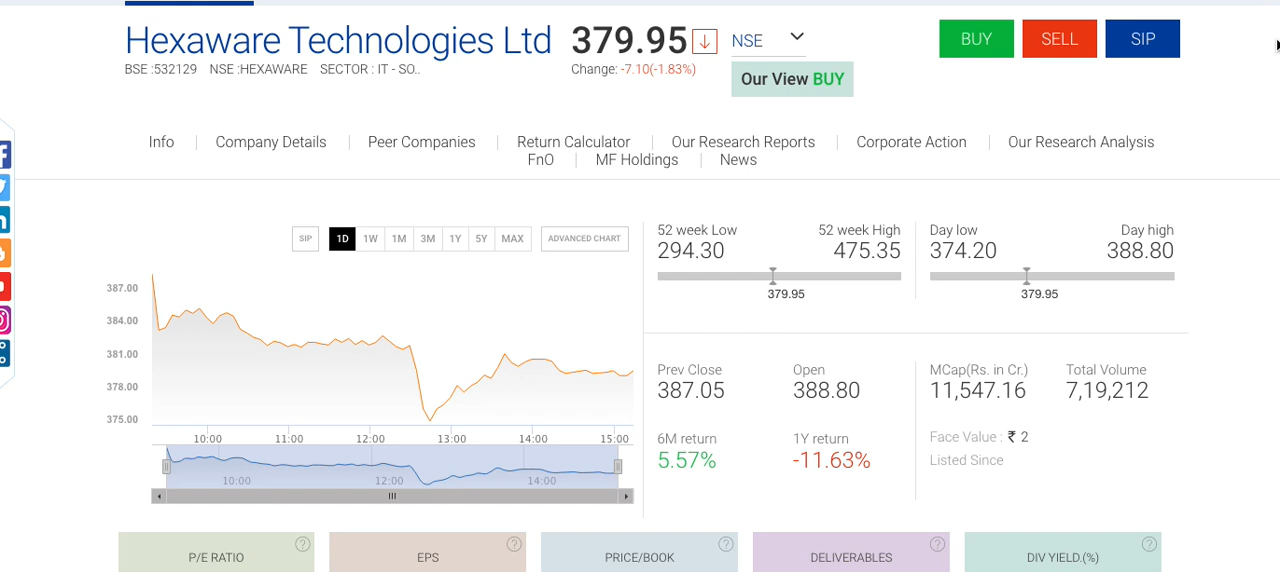 Hexaware Technologies Ltd
379.95
NSE
BUY
SELL
SIP
BSE :532129 NSE :HEXAWARE SECTOR : IT - SO..
Change: -7.10(-1.83%)
Our View BUY
Info
Company Details
Peer Companies
Return Calculator
Our Research Reports
Corporate Action
Our Research Analysis
FnO
MF Holdings
News
SIP
1D
1W
1M
3M
1Y
5Y
MAX
ADVANCED CHART
387.00
384.00
381.00
378.00
375.00
10:00
11:00
12:00
13:00
14:00
15:00
10:00
12:00
14:00
52 week Low
52 week High
294.30
475.35
379.95
Day low
Day high
374.20
388.80
379.95
Prev Close
Open
387.05
388.80
6M return
1Y return
5.57%
-11.63%
MCap(Rs. in Cr.)
Total Volume
11,547.16
7,19,212
Face Value : ₹ 2
Listed Since
P/E RATIO
?
EPS
?
PRICE/BOOK
?
DELIVERABLES
?
DIV YIELD.(%)
?